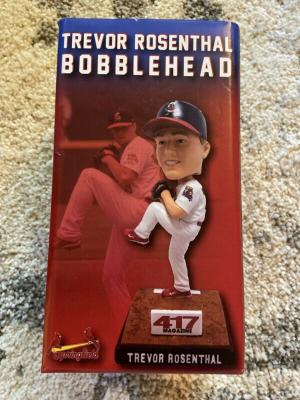 TREVOR ROSENTHAL
BOBBLEHEAD
417
MAGAZINE
Springfield
TREVOR ROSENTHAL